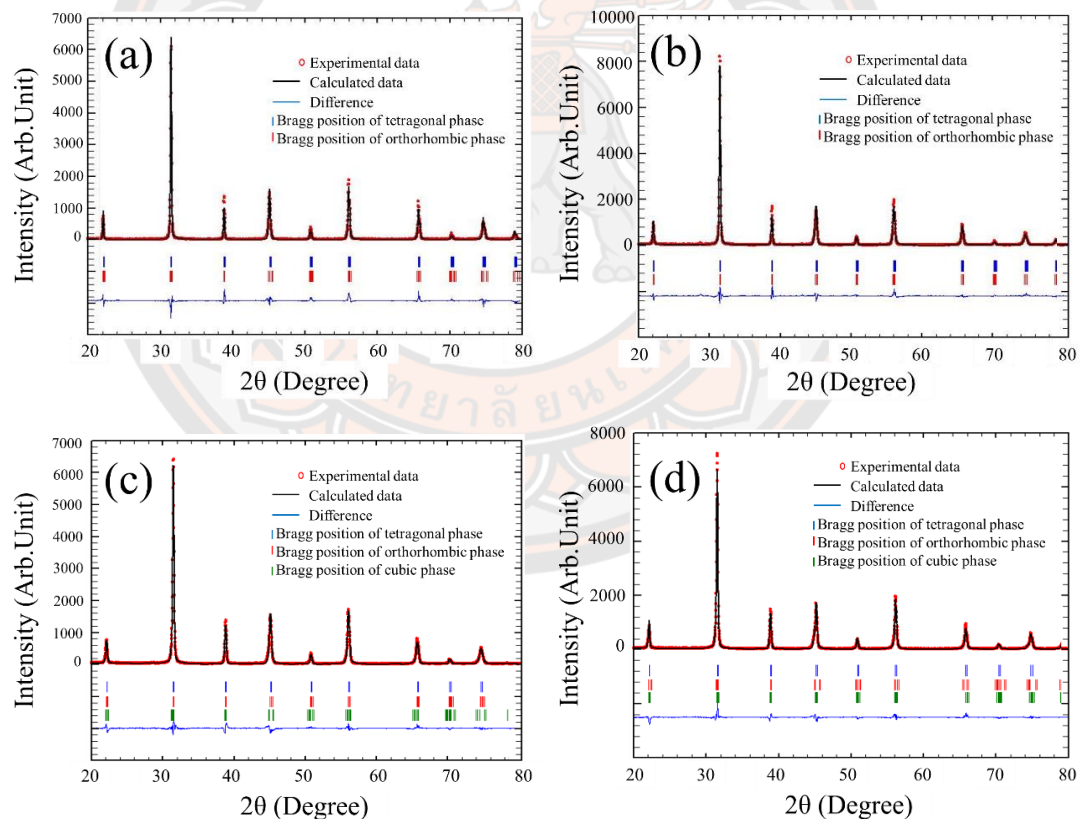 (a)
Intensity (Arb.Unit)
7000
6000
5000
4000
3000
2000
1000
0
Experimental data
Calculated data
Difference
Bragg position of tetragonal phase
Bragg position of orthorhombic phase
20 30 40 50 60 70 80
2θ (Degree)
(b)
Intensity (Arb.Unit)
10000
8000
6000
4000
2000
0
Experimental data
Calculated data
Difference
Bragg position of tetragonal phase
Bragg position of orthorhombic phase
20 30 40 50 60 70 80
2θ (Degree)
ทยาลัยนเ
(c)
Intensity (Arb.Unit)
7000
6000
5000
4000
3000
2000
1000
0
Experimental data
Calculated data
Difference
Bragg position of tetragonal phase
Bragg position of orthorhombic phase
Bragg position of cubic phase
20 30 40 50 60 70 80
2θ (Degree)
(d)
Intensity (Arb.Unit)
8000
6000
4000
2000
0
Experimental data
Calculated data
Difference
Bragg position of tetragonal phase
Bragg position of orthorhombic phase
Bragg position of cubic phase
20 30 40 50 60 70 80
2θ (Degree)